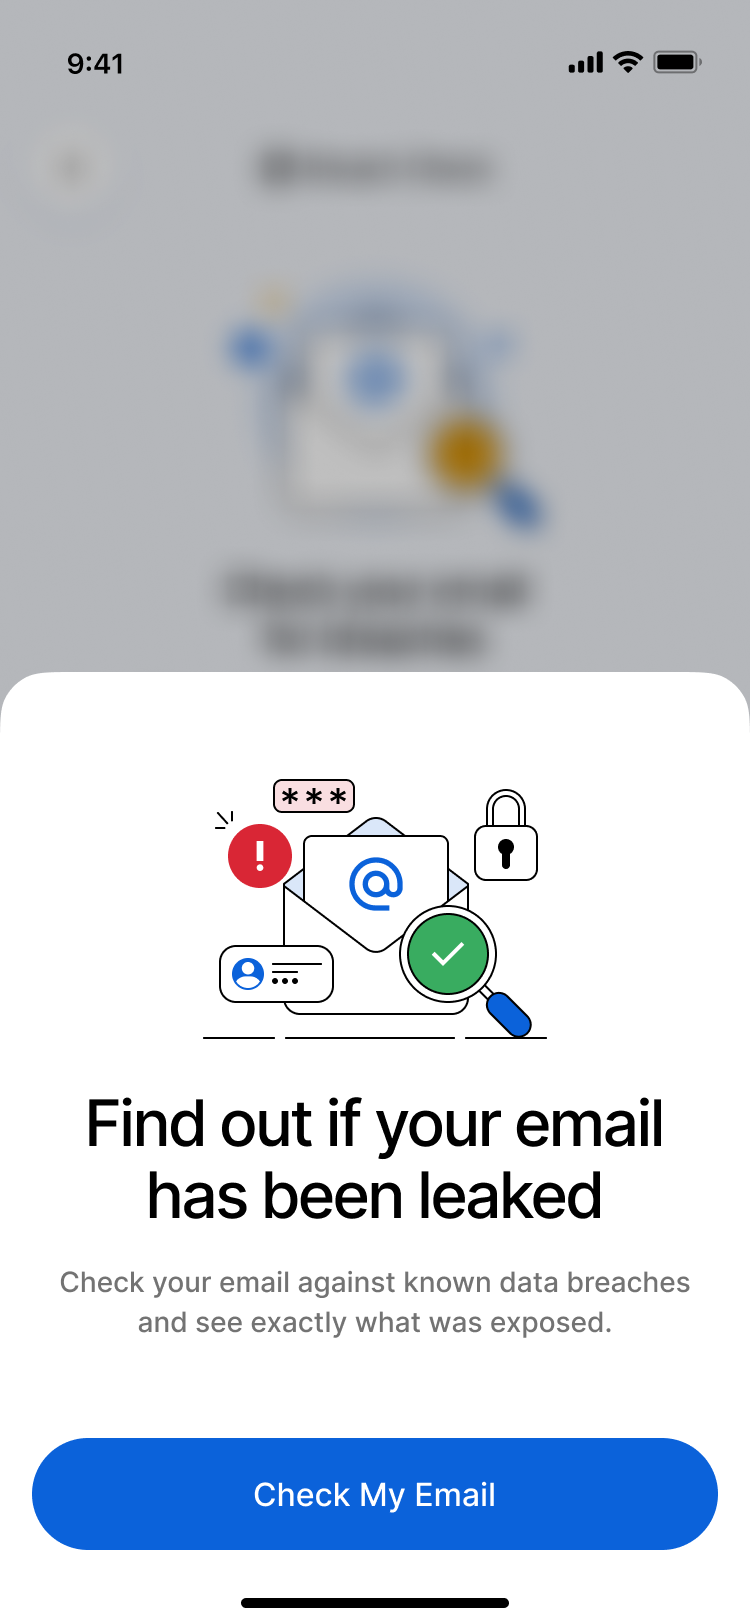 9:41
***
!
@
Find out if your email
has been leaked
Check your email against known data breaches
and see exactly what was exposed.
Check My Email